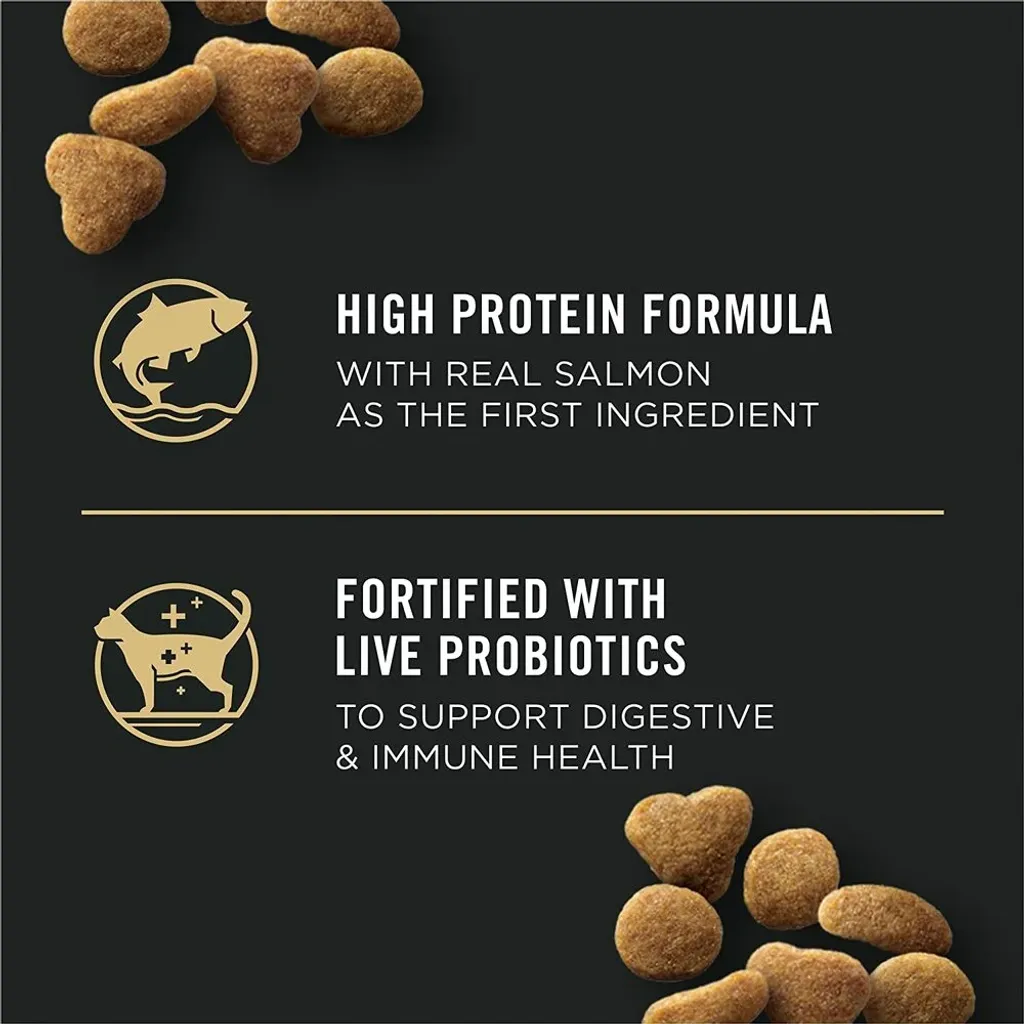 HIGH PROTEIN FORMULA
WITH REAL SALMON
AS THE FIRST INGREDIENT
FORTIFIED WITH
LIVE PROBIOTICS
TO SUPPORT DIGESTIVE
& IMMUNE HEALTH